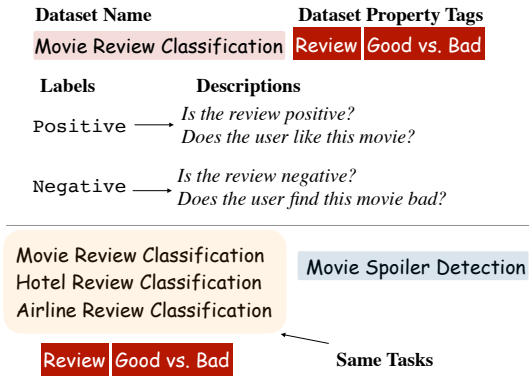 Dataset Name Dataset Property Tags
Movie Review Classification Review Good vs. Bad
Labels Descriptions
Positive Is the review positive?
Does the user like this movie?
Negative Is the review negative?
Does the user find this movie bad?
Movie Review Classification
Hotel Review Classification
Airline Review Classification
Movie Spoiler Detection
Review Good vs. Bad
Same Tasks